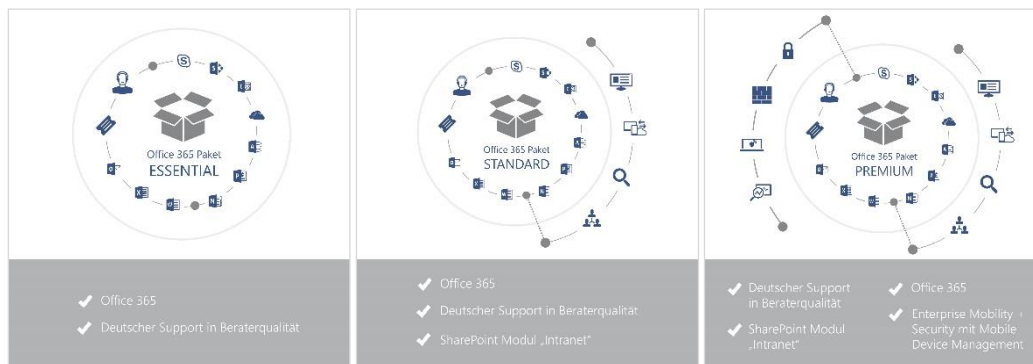 Office 365 Paket
ESSENTIAL
Office 365
Deutscher Support in Beraterqualität
Office 365 Paket
STANDARD
Office 365
Deutscher Support in Beraterqualität
SharePoint Modul „Intranet“
Office 365 Paket
PREMIUM
Deutscher Support
in Beraterqualität
SharePoint Modul
„Intranet“
Office 365
Enterprise Mobility +
Security mit Mobile
Device Management